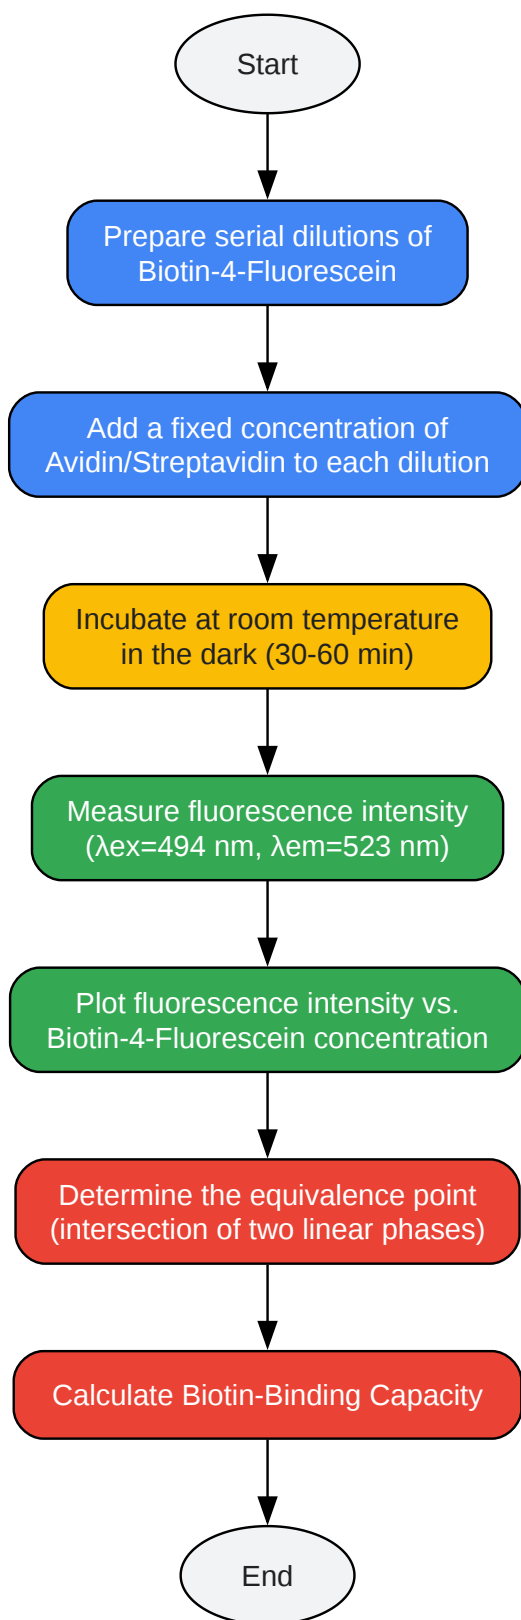 Start
Prepare serial dilutions of
Biotin-4-Fluorescein
Add a fixed concentration of
Avidin/Streptavidin to each dilution
Incubate at room temperature
in the dark (30-60 min)
Measure fluorescence intensity
(λex=494 nm, λem=523 nm)
Plot fluorescence intensity vs.
Biotin-4-Fluorescein concentration
Determine the equivalence point
(intersection of two linear phases)
Calculate Biotin-Binding Capacity
End